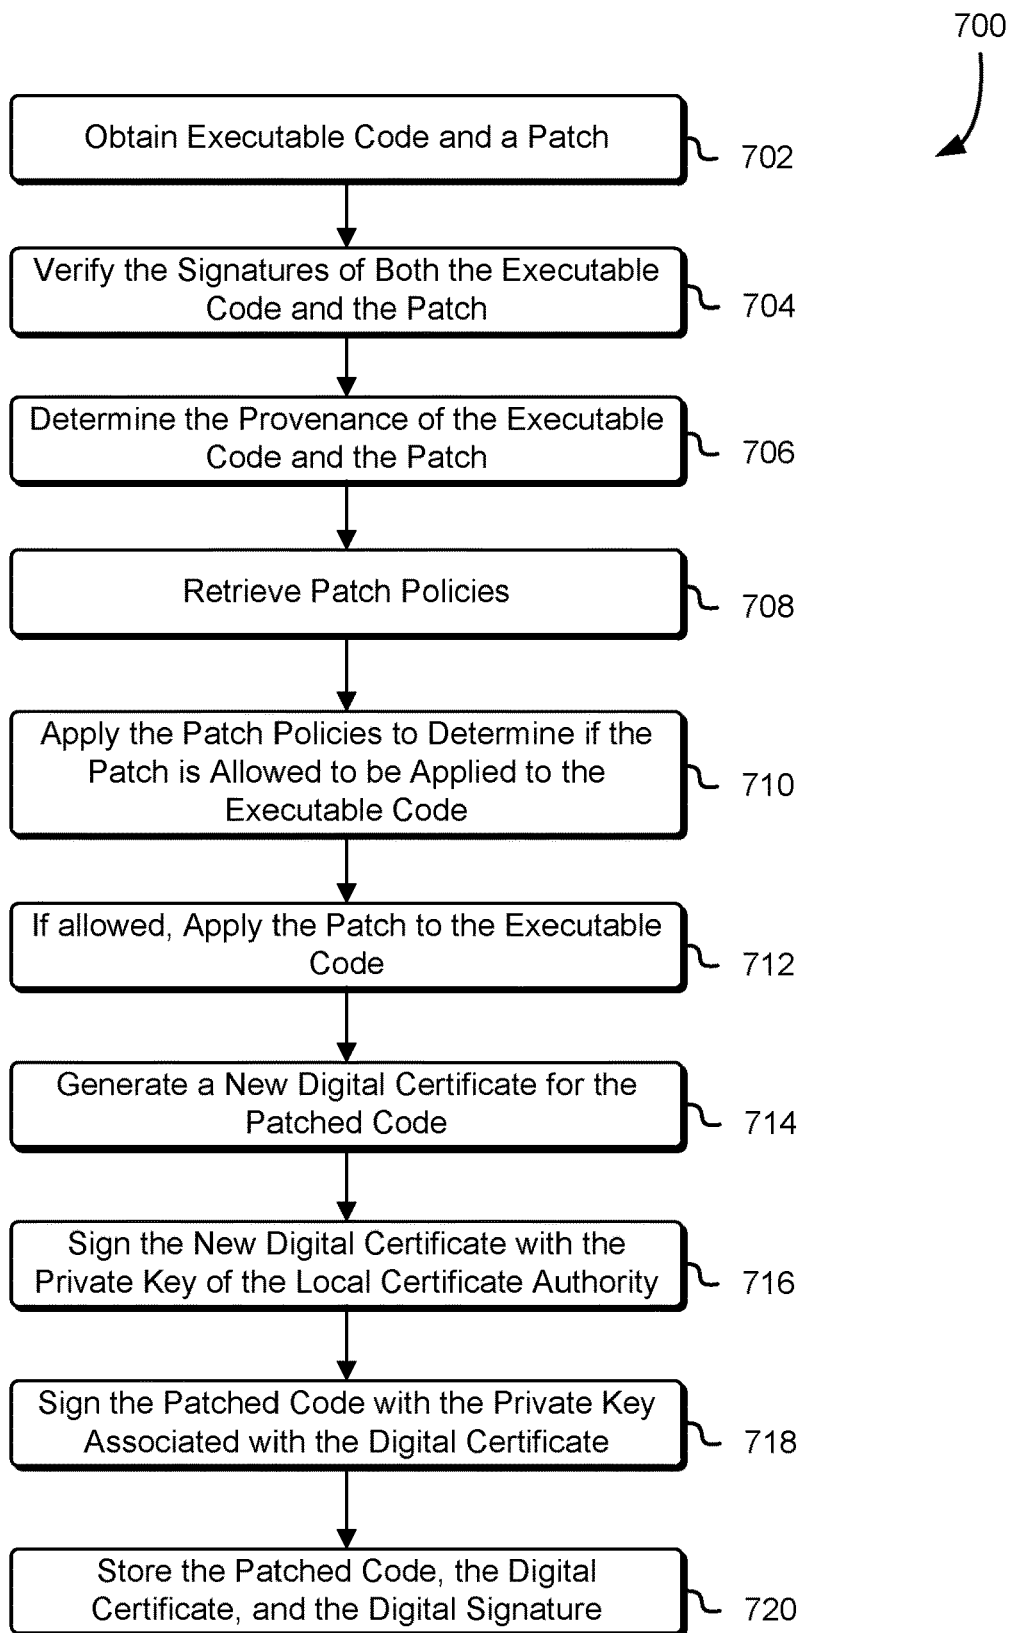 700
Obtain Executable Code and a Patch
702
Verify the Signatures of Both the Executable
Code and the Patch
704
Determine the Provenance of the Executable
Code and the Patch
706
Retrieve Patch Policies
708
Apply the Patch Policies to Determine if the
Patch is Allowed to be Applied to the
Executable Code
710
If allowed, Apply the Patch to the Executable
Code
712
Generate a New Digital Certificate for the
Patched Code
714
Sign the New Digital Certificate with the
Private Key of the Local Certificate Authority
716
Sign the Patched Code with the Private Key
Associated with the Digital Certificate
718
Store the Patched Code, the Digital
Certificate, and the Digital Signature
720